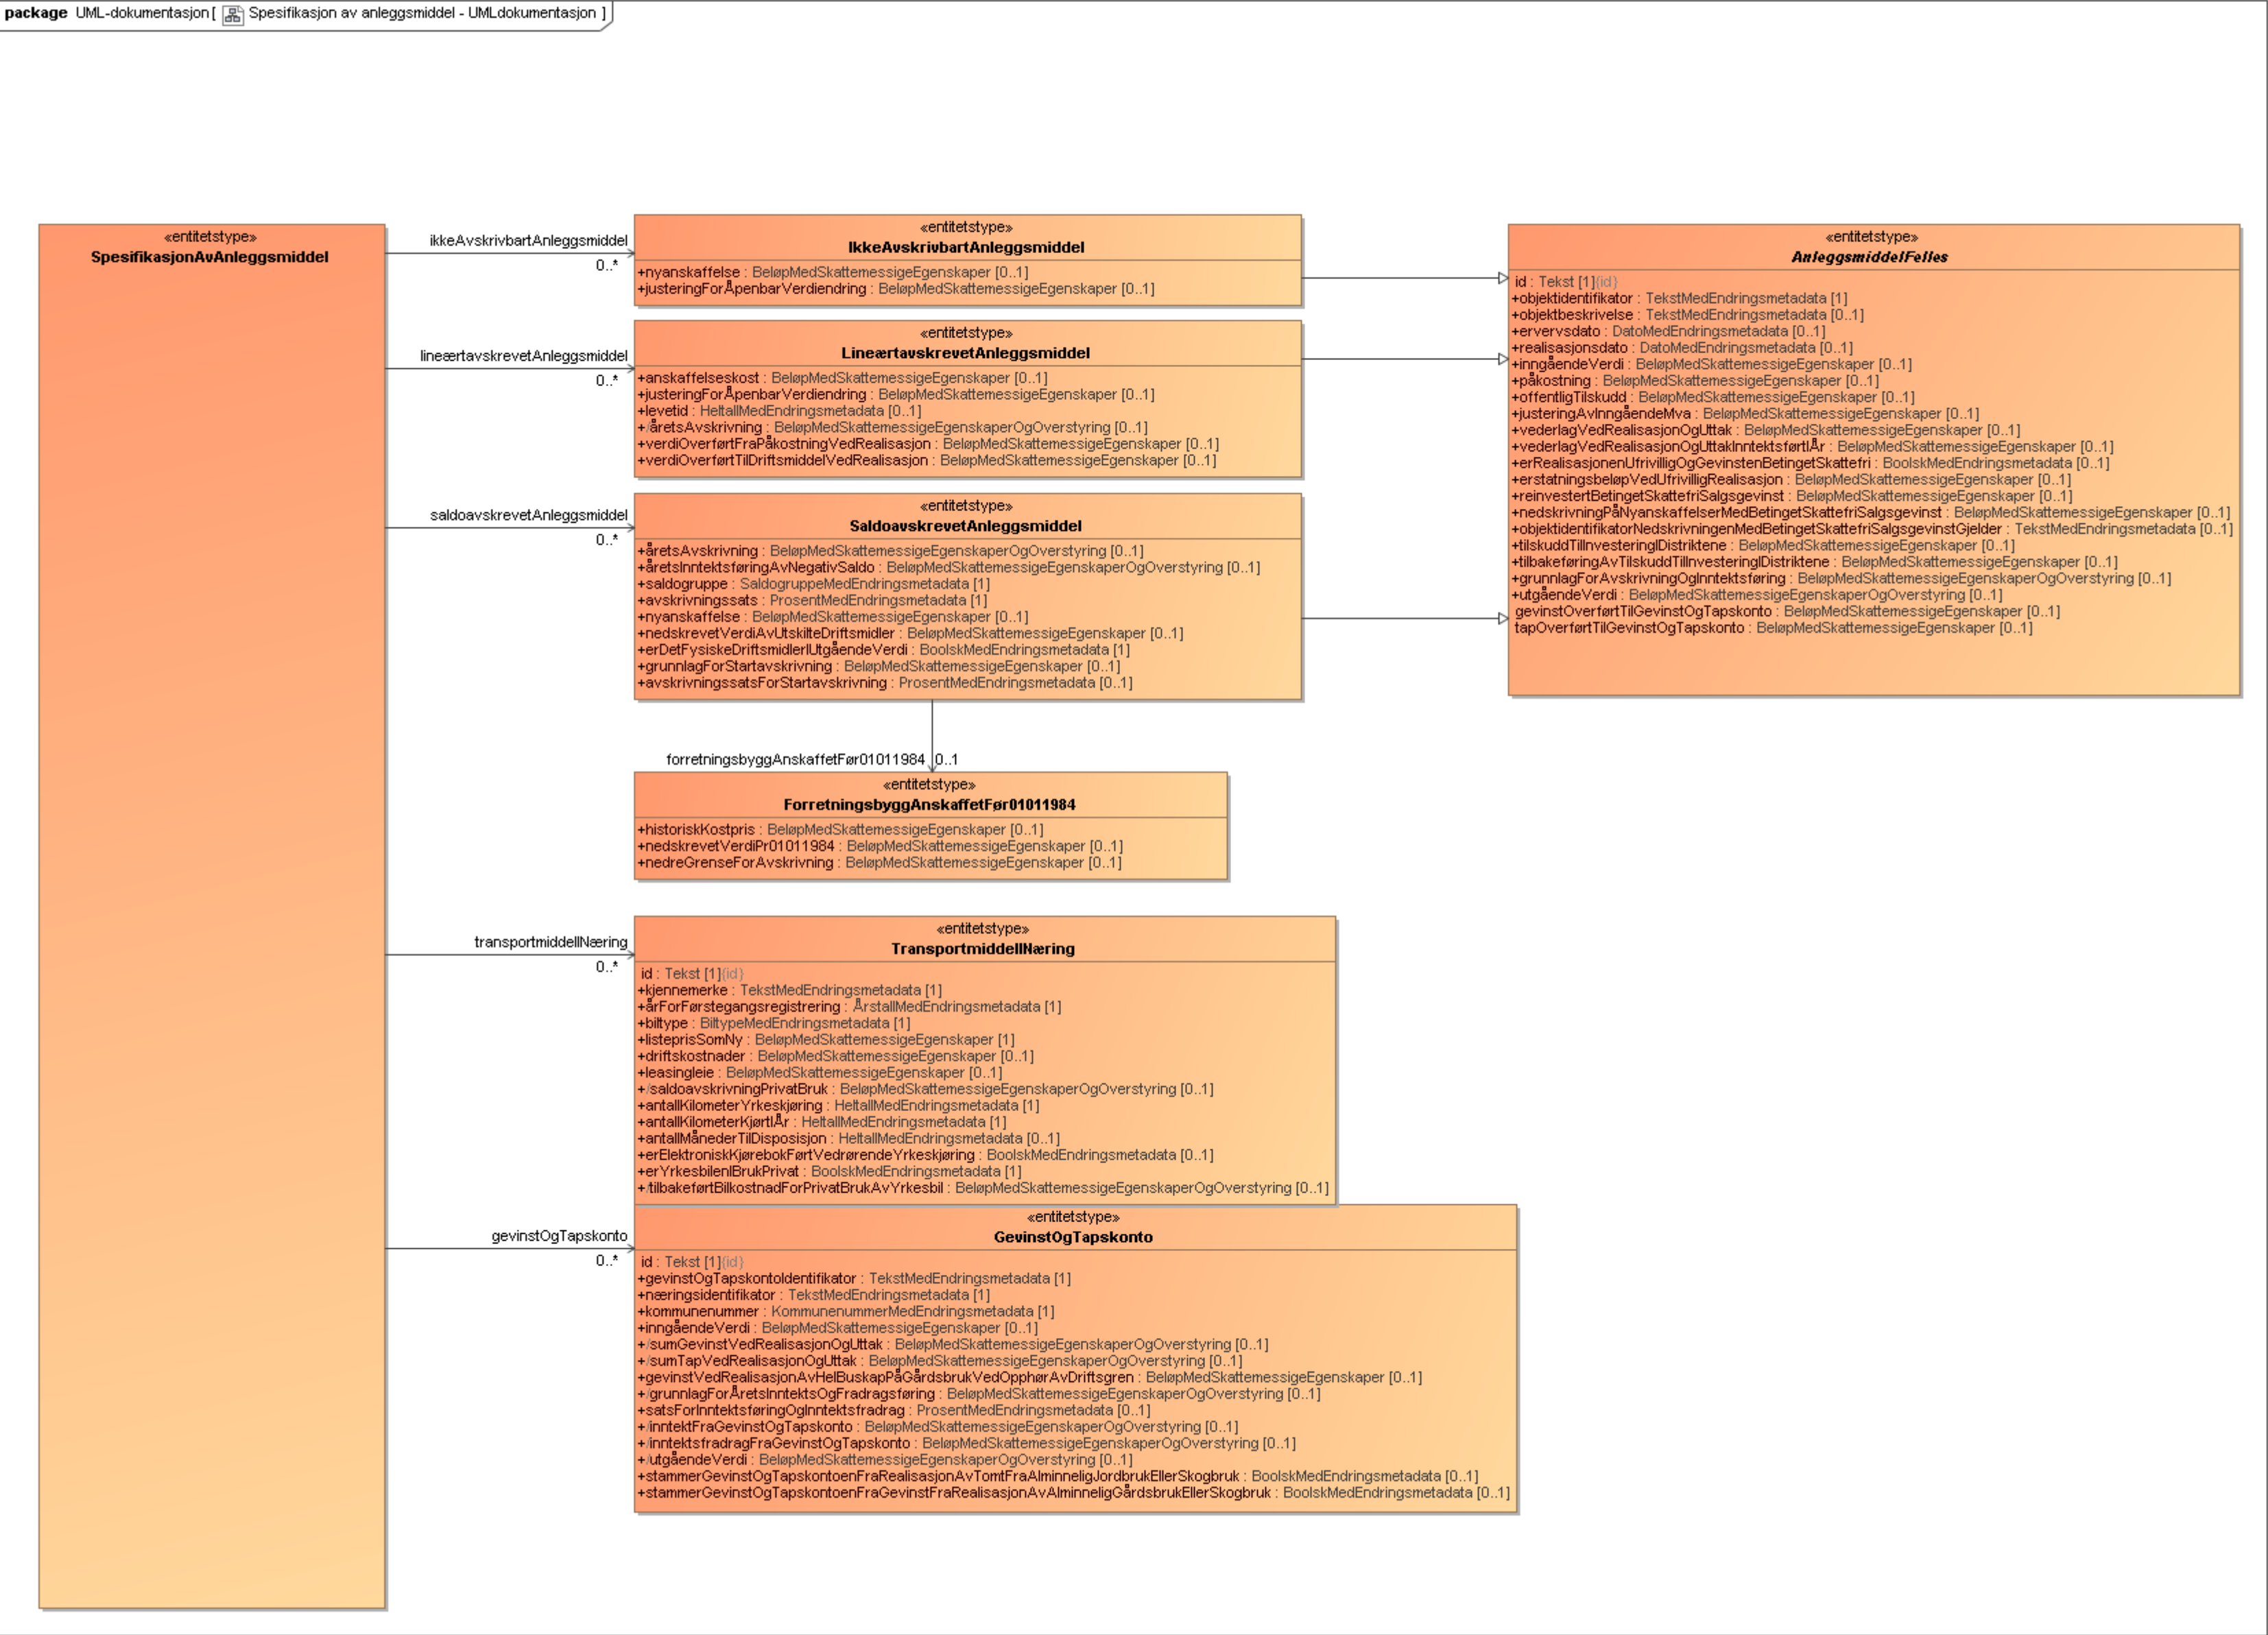 package UML-dokumentasjon [ Spesifikasjon av anleggsmiddel - UMLdokumentasjon ]
«entitetstype»
SpesifikasjonAvAnleggsmiddel
ikkeAvskrivbartAnleggsmiddel
0..*
«entitetstype»
IkkeAvskrivbartAnleggsmiddel
+nyanskaffelse : BeløpMedSkattemessigeEgenskaper [0..1]
+justeringForÅpenbarVerdiendring : BeløpMedSkattemessigeEgenskaper [0..1]
lineærtavskrevetAnleggsmiddel
0..*
«entitetstype»
LineærtavskrevetAnleggsmiddel
+anskaffelseskost : BeløpMedSkattemessigeEgenskaper [0..1]
+justeringForÅpenbarVerdiendring : BeløpMedSkattemessigeEgenskaper [0..1]
+levetid : HeltallMedEndringsmetadata [0..1]
+/åretsAvskrivning : BeløpMedSkattemessigeEgenskaperOgOverstyring [0..1]
+verdiOverførtFraPåkostningVedRealisasjon : BeløpMedSkattemessigeEgenskaper [0..1]
+verdiOverførtTilDriftsmiddelVedRealisasjon : BeløpMedSkattemessigeEgenskaper [0..1]
saldoavskrevetAnleggsmiddel
0..*
«entitetstype»
SaldoavskrevetAnleggsmiddel
+åretsAvskrivning : BeløpMedSkattemessigeEgenskaperOgOverstyring [0..1]
+åretsInntektsføringAvNegativSaldo : BeløpMedSkattemessigeEgenskaperOgOverstyring [0..1]
+saldogruppe : SaldogruppeMedEndringsmetadata [1]
+avskrivningssats : ProsentMedEndringsmetadata [1]
+nyanskaffelse : BeløpMedSkattemessigeEgenskaper [0..1]
+nedskrevetVerdiAvUtskilteDriftsmidler : BeløpMedSkattemessigeEgenskaper [0..1]
+erDetFysiskeDriftsmidlerIUtgåendeVerdi : BoolskMedEndringsmetadata [1]
+grunnlagForStartavskrivning : BeløpMedSkattemessigeEgenskaper [0..1]
+avskrivningssatsForStartavskrivning : ProsentMedEndringsmetadata [0..1]
«entitetstype»
AnleggsmiddelFelles
id : Tekst [1]{id}
+objektidentifikator : TekstMedEndringsmetadata [1]
+objektbeskrivelse : TekstMedEndringsmetadata [0..1]
+ervervsdato : DatoMedEndringsmetadata [0..1]
+realisasjonsdato : DatoMedEndringsmetadata [0..1]
+inngåendeVerdi : BeløpMedSkattemessigeEgenskaper [0..1]
+påkostning : BeløpMedSkattemessigeEgenskaper [0..1]
+offentligTilskudd : BeløpMedSkattemessigeEgenskaper [0..1]
+justeringAvInngåendeMva : BeløpMedSkattemessigeEgenskaper [0..1]
+vederlagVedRealisasjonOgUttak : BeløpMedSkattemessigeEgenskaper [0..1]
+vederlagVedRealisasjonOgUttakInntektsførtIÅr : BeløpMedSkattemessigeEgenskaper [0..1]
+erRealisasjonenUfrivilligOgGevinstenBetingetSkattefri : BoolskMedEndringsmetadata [0..1]
+erstatningsbeløpVedUfrivilligRealisasjon : BeløpMedSkattemessigeEgenskaper [0..1]
+reinvestertBetingetSkattefriSalgsgevinst : BeløpMedSkattemessigeEgenskaper [0..1]
+nedskrivningPåNyanskaffelserMedBetingetSkattefriSalgsgevinst : BeløpMedSkattemessigeEgenskaper [0..1]
+objektidentifikatorNedskrivningenMedBetingetSkattefriSalgsgevinstGjelder : TekstMedEndringsmetadata [0..1]
+tilskuddTilInvesteringIDistriktene : BeløpMedSkattemessigeEgenskaper [0..1]
+tilbakeføringAvTilskuddTilInvesteringIDistriktene : BeløpMedSkattemessigeEgenskaper [0..1]
+grunnlagForAvskrivningOgInntektsføring : BeløpMedSkattemessigeEgenskaperOgOverstyring [0..1]
+utgåendeVerdi : BeløpMedSkattemessigeEgenskaperOgOverstyring [0..1]
gevinstOverførtTilGevinstOgTapskonto : BeløpMedSkattemessigeEgenskaper [0..1]
tapOverførtTilGevinstOgTapskonto : BeløpMedSkattemessigeEgenskaper [0..1]
forretningsbyggAnskaffetFør01011984 0..1
«entitetstype»
ForretningsbyggAnskaffetFør01011984
+historiskKostpris : BeløpMedSkattemessigeEgenskaper [0..1]
+nedskrevetVerdiPr01011984 : BeløpMedSkattemessigeEgenskaper [0..1]
+nedreGrenseForAvskrivning : BeløpMedSkattemessigeEgenskaper [0..1]
transportmiddelINæring
0..*
«entitetstype»
TransportmiddelINæring
id : Tekst [1]{id}
+kjennemerke : TekstMedEndringsmetadata [1]
+årForFørstegangsregistrering : ÅrstallMedEndringsmetadata [1]
+biltype : BiltypeMedEndringsmetadata [1]
+listeprisSomNy : BeløpMedSkattemessigeEgenskaper [1]
+driftskostnader : BeløpMedSkattemessigeEgenskaper [0..1]
+leasingleie : BeløpMedSkattemessigeEgenskaper [0..1]
+/saldoavskrivningPrivatBruk : BeløpMedSkattemessigeEgenskaperOgOverstyring [0..1]
+antallKilometerYrkeskjøring : HeltallMedEndringsmetadata [1]
+antallKilometerKjørtIÅr : HeltallMedEndringsmetadata [1]
+antallMånederTilDisposisjon : HeltallMedEndringsmetadata [0..1]
+erElektroniskKjørebokFørtVedrørendeYrkeskjøring : BoolskMedEndringsmetadata [0..1]
+erYrkesbilenIBrukPrivat : BoolskMedEndringsmetadata [1]
+/tilbakeførtBilkostnadForPrivatBrukAvYrkesbil : BeløpMedSkattemessigeEgenskaperOgOverstyring [0..1]
gevinstOgTapskonto
0..*
«entitetstype»
GevinstOgTapskonto
id : Tekst [1]{id}
+gevinstOgTapskontoIdentifikator : TekstMedEndringsmetadata [1]
+næringsidentifikator : TekstMedEndringsmetadata [1]
+kommunenummer : KommunenummerMedEndringsmetadata [1]
+inngåendeVerdi : BeløpMedSkattemessigeEgenskaper [0..1]
+/sumGevinstVedRealisasjonOgUttak : BeløpMedSkattemessigeEgenskaperOgOverstyring [0..1]
+/sumTapVedRealisasjonOgUttak : BeløpMedSkattemessigeEgenskaperOgOverstyring [0..1]
+gevinstVedRealisasjonAvHelBuskapPåGårdsbrukVedOpphørAvDriftsgren : BeløpMedSkattemessigeEgenskaper [0..1]
+/grunnlagForÅretsInntektsOgFradragsføring : BeløpMedSkattemessigeEgenskaperOgOverstyring [0..1]
+satsForInntektsføringOgInntektsfradrag : ProsentMedEndringsmetadata [0..1]
+/inntektFraGevinstOgTapskonto : BeløpMedSkattemessigeEgenskaperOgOverstyring [0..1]
+/inntektsfradragFraGevinstOgTapskonto : BeløpMedSkattemessigeEgenskaperOgOverstyring [0..1]
+/utgåendeVerdi : BeløpMedSkattemessigeEgenskaperOgOverstyring [0..1]
+stammerGevinstOgTapskontoenFraRealisasjonAvTomtFraAlminneligJordbrukEllerSkogbruk : BoolskMedEndringsmetadata [0..1]
+stammerGevinstOgTapskontoenFraGevinstFraRealisasjonAvAlminneligGårdsbrukEllerSkogbruk : BoolskMedEndringsmetadata [0..1]